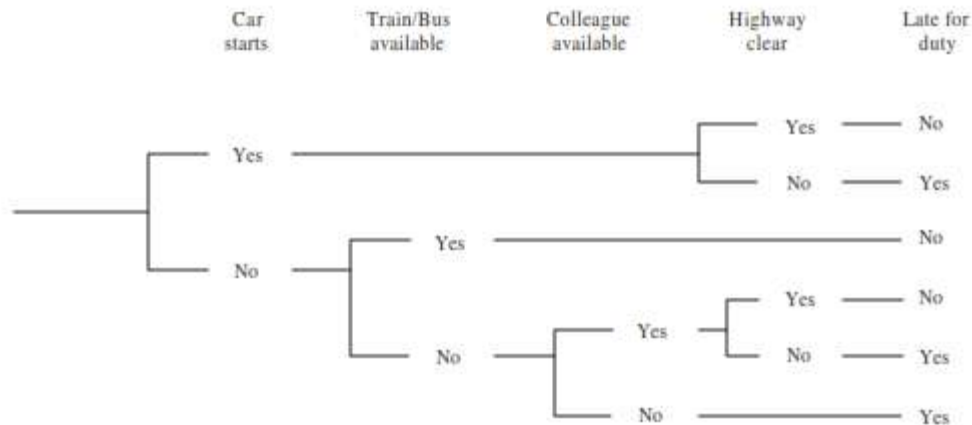 Car Train/Bus Colleague Highway Late for
starts available available clear duty
Yes No
Yes
No Yes
No
Yes
No
Yes No
Yes
No No Yes
No Yes